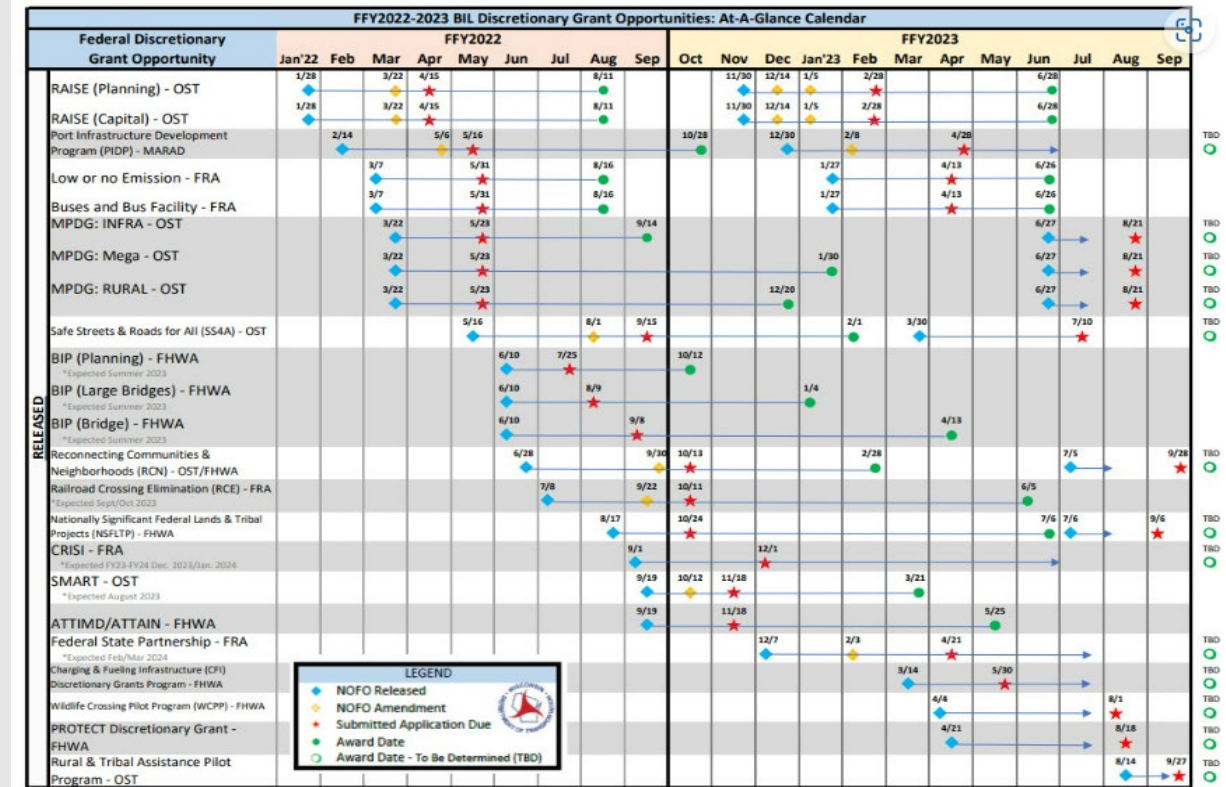 FFY2022-2023 BIL Discretionary Grant Opportunities: At-A-Glance Calendar
Federal Discretionary
Grant Opportunity
FFY2022 FFY2023
Jan'22 Feb Mar Apr May Jun Jul Aug Sep Oct Nov Dec Jan'23 Feb Mar Apr May Jun Jul Aug Sep
RELEASED
1/28 3/22 4/15 8/11 11/30 12/14 1/5 2/28 6/28
RAISE (Planning) - OST
1/28 3/22 4/15 8/11 11/30 12/14 1/5 2/28 6/28
RAISE (Capital) - OST
Port Infrastructure Development 2/14 5/6 5/16 10/28 12/30 2/8 4/28 TBD
Program (PIDP) - MARAD
3/7 5/31 8/16 1/27 4/13 6/26
Low or no Emission - FRA
3/7 5/31 8/16 1/27 4/13 6/26
Buses and Bus Facility - FRA
MPDG: INFRA - OST 3/22 5/23 9/14 6/27 8/21 TBD
MPDG: Mega - OST 3/22 5/23 1/30 6/27 8/21 TBD
MPDG: RURAL - OST 3/22 5/23 12/20 6/27 8/21 TBD
5/16 8/1 9/15 2/1 3/30 7/10 TBD
Safe Streets & Roads for All (SS4A) - OST
BIP (Planning) - FHWA 6/10 7/25 10/12
*Expected Summer 2023
BIP (Large Bridges) - FHWA 6/10 8/9 1/4
*Expected Summer 2023
BIP (Bridge) - FHWA 6/10 9/8 4/13
*Expected Summer 2023
Reconnecting Communities & 6/28 9/30 10/13 2/28 7/5 9/28 TBD
Neighborhoods (RCN) - OST/FHWA
Railroad Crossing Elimination (RCE) - FRA 7/8 9/22 10/11 6/5
*Expected Sept/Oct 2023
Nationally Significant Federal Lands & Tribal 8/17 10/24 7/6 7/6 9/6 TBD
Projects (NSFLTP) - FHWA
CRISI - FRA 9/1 12/1 TBD
*Expected FY23-FY24 Dec. 2023/Jan. 2024
SMART - OST 9/19 10/12 11/18 3/21
*Expected August 2023
9/19 11/18 5/25
ATTIMD/ATTAIN - FHWA
Federal State Partnership - FRA 12/7 2/3 4/21 TBD
*Expected Feb/Mar 2024
Charging & Fueling Infrastructure (CFI) 3/14 5/30 TBD
Discretionary Grants Program - FHWA
4/4 8/1 TBD
Wildlife Crossing Pilot Program (WCPP) - FHWA
PROTECT Discretionary Grant - 4/21 8/18 TBD
FHWA
Rural & Tribal Assistance Pilot 8/14 9/27 TBD
Program - OST
LEGEND
NOFO Released
NOFO Amendment
Submitted Application Due
Award Date
Award Date - To Be Determined (TBD)